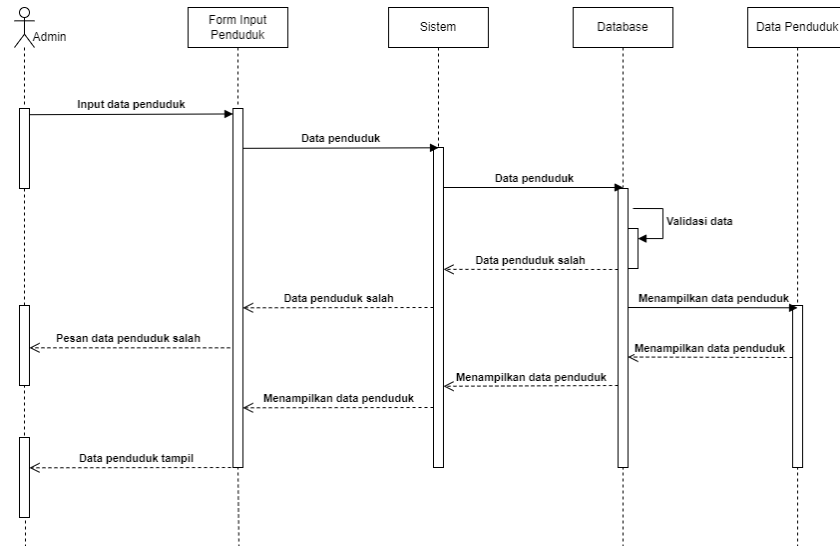 Admin
Form Input
Penduduk
Sistem
Database
Data Penduduk
Input data penduduk
Data penduduk
Data penduduk
Validasi data
Data penduduk salah
Data penduduk salah
Menampilkan data penduduk
Pesan data penduduk salah
Menampilkan data penduduk
Menampilkan data penduduk
Menampilkan data penduduk
Data penduduk tampil